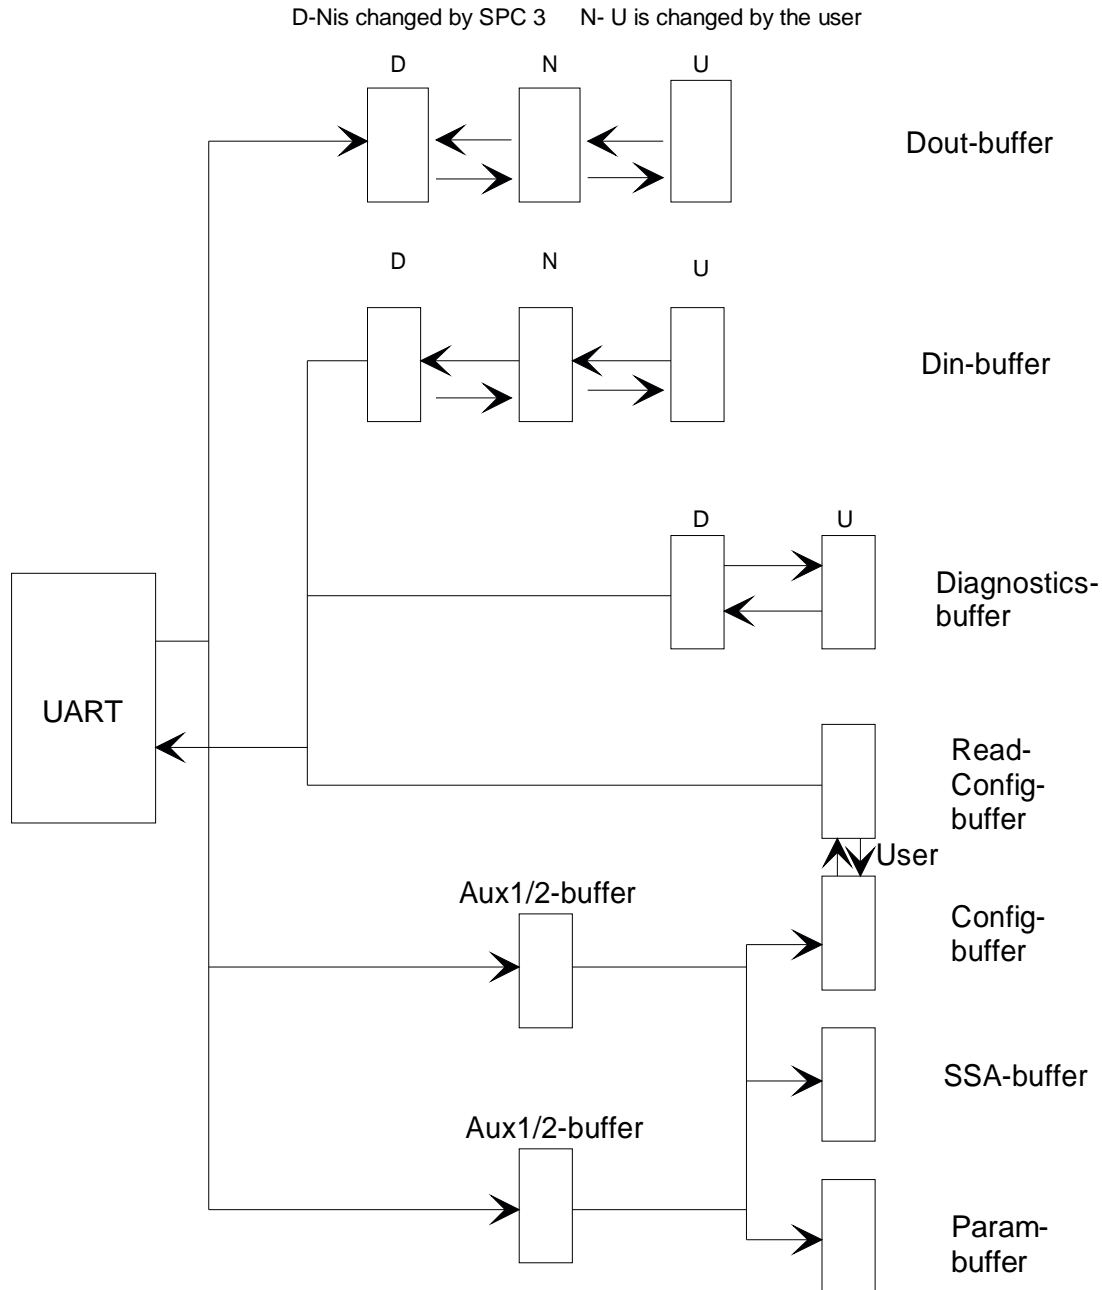 D-Nis changed by SPC 3 N- U is changed by the user
D N U
Dout-buffer
D N U
Din-buffer
D U
Diagnostics-
buffer
UART
Read-
Config-
buffer
User
Aux1/2-buffer
Config-
buffer
SSA-buffer
Aux1/2-buffer
Param-
buffer